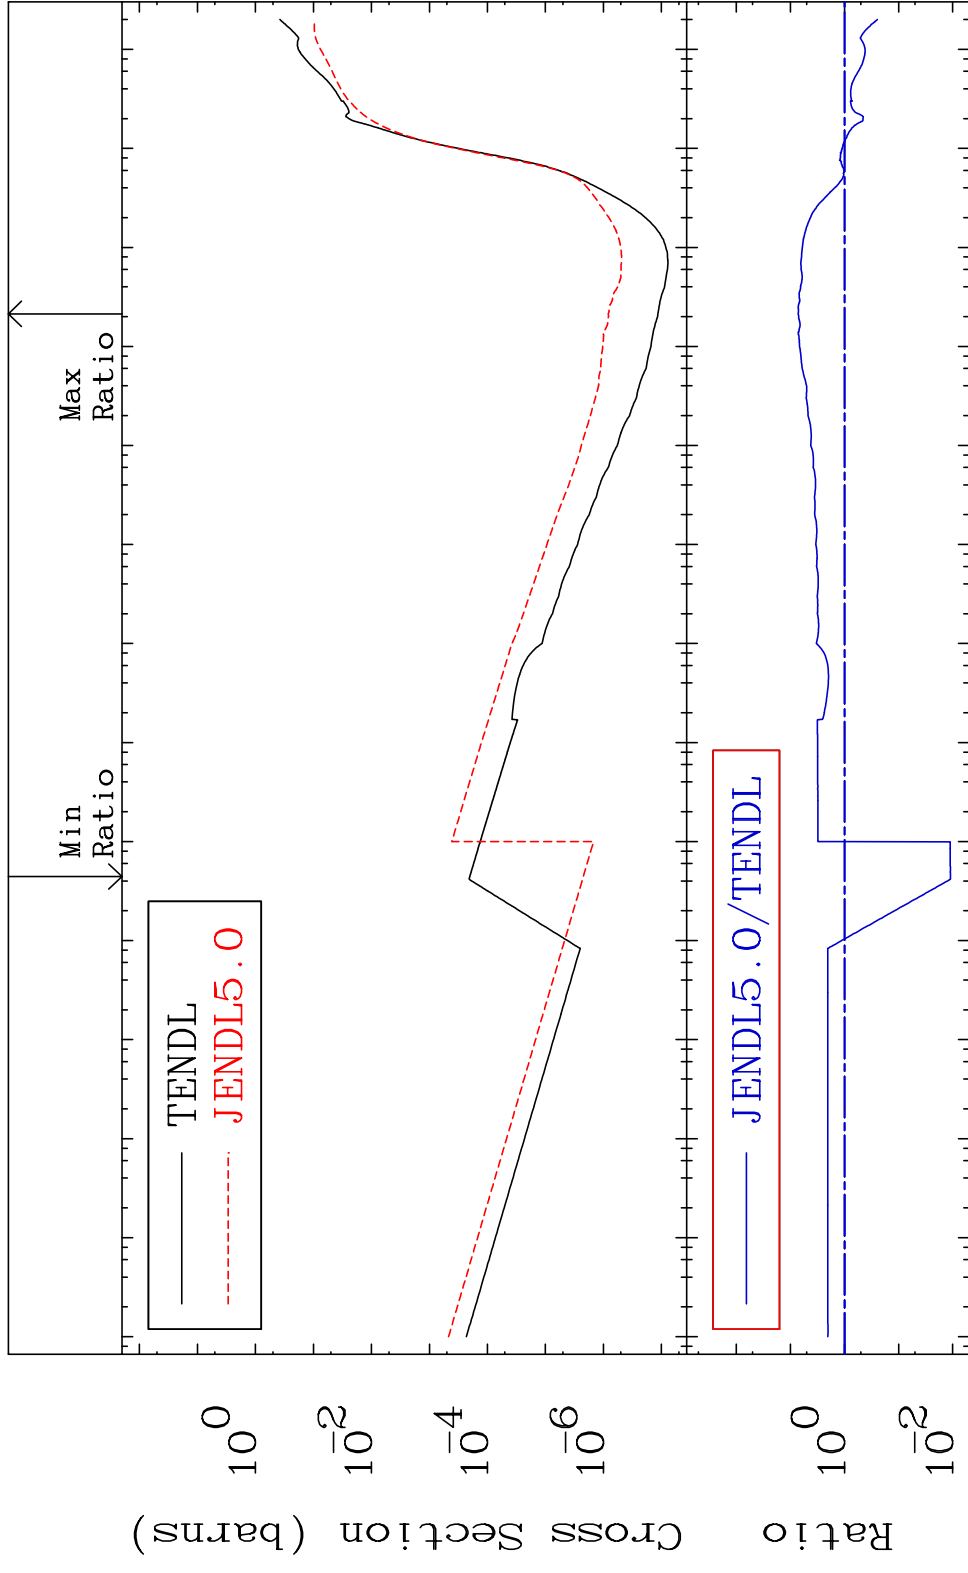 Min
Ratio
Max
Ratio
TENDL
JENDL5.0
10^0
10^-2
10^-4
10^-6
Cross Section (barns)
JENDL5.0/TENDL
10^0
10^-2
Ratio